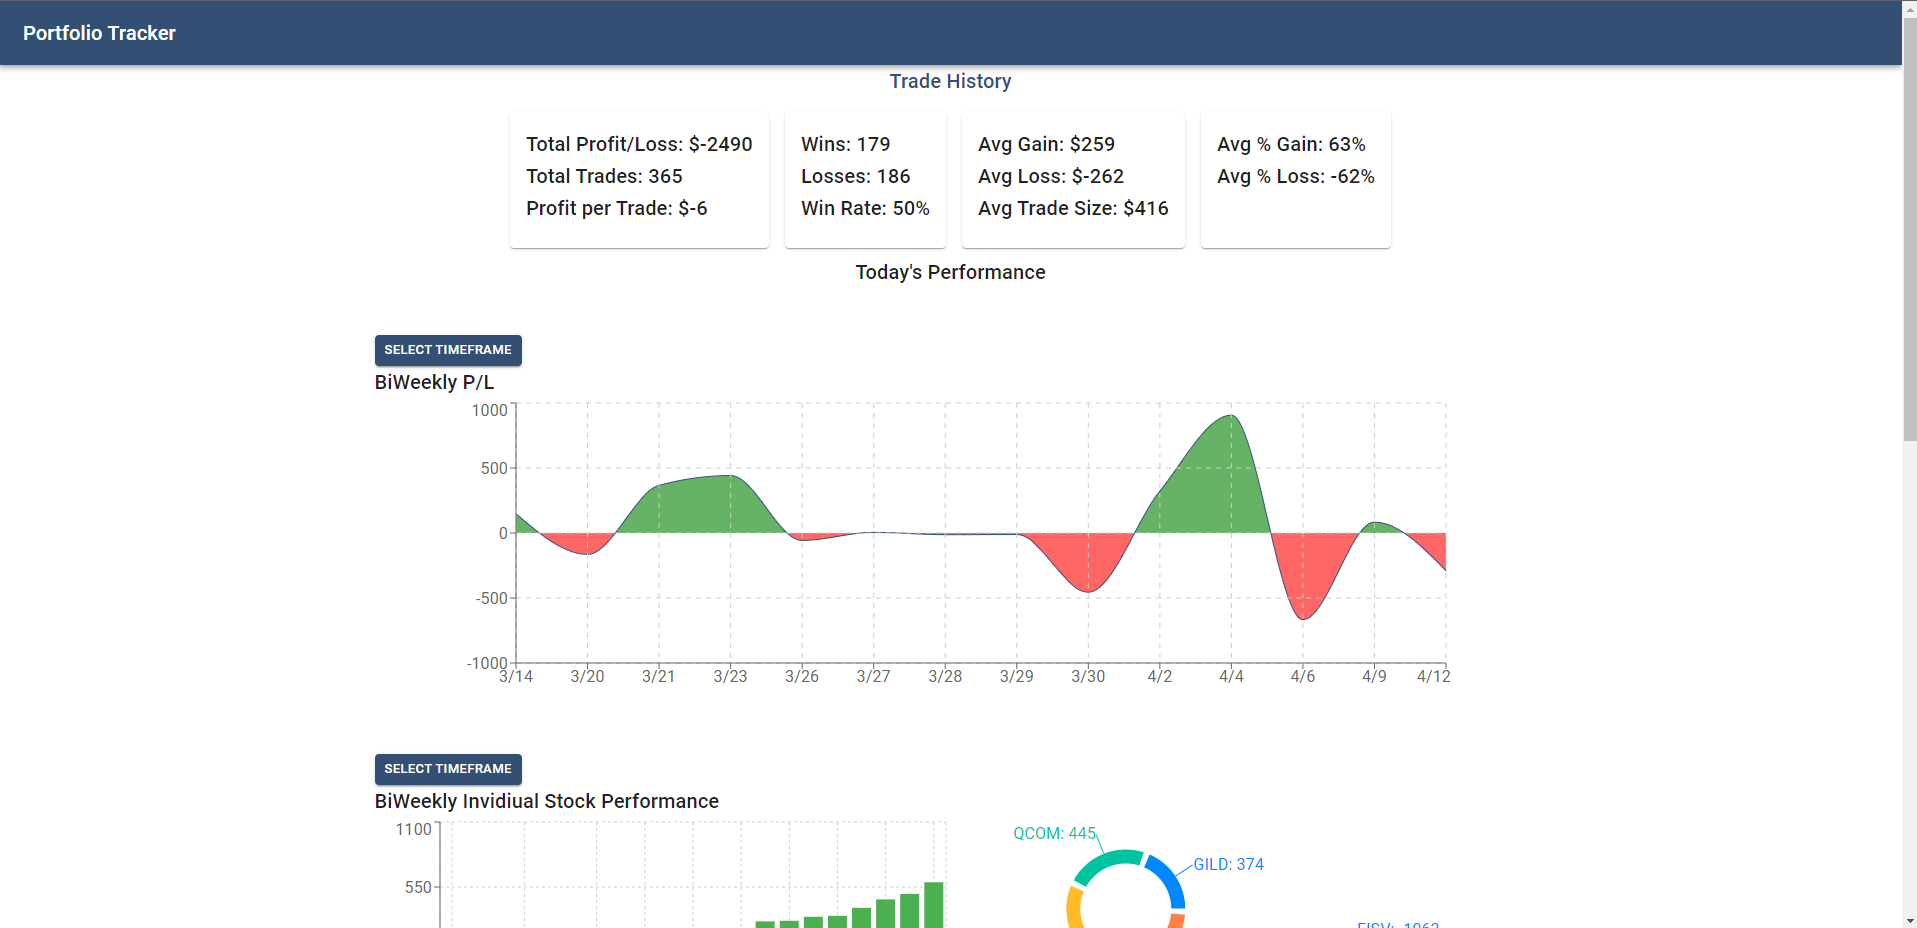 Portfolio Tracker
Trade History
Total Profit/Loss: $-2490
Total Trades: 365
Profit per Trade: $-6
Wins: 179
Losses: 186
Win Rate: 50%
Avg Gain: $259
Avg Loss: $-262
Avg Trade Size: $416
Avg % Gain: 63%
Avg % Loss: -62%
Today's Performance
SELECT TIMEFRAME
BiWeekly P/L
1000
500
0
-500
-1000
3/14 3/20 3/21 3/23 3/26 3/27 3/28 3/29 3/30 4/2 4/4 4/6 4/9 4/12
SELECT TIMEFRAME
BiWeekly Invidiual Stock Performance
1100
550
QCOM: 445
GILD: 374